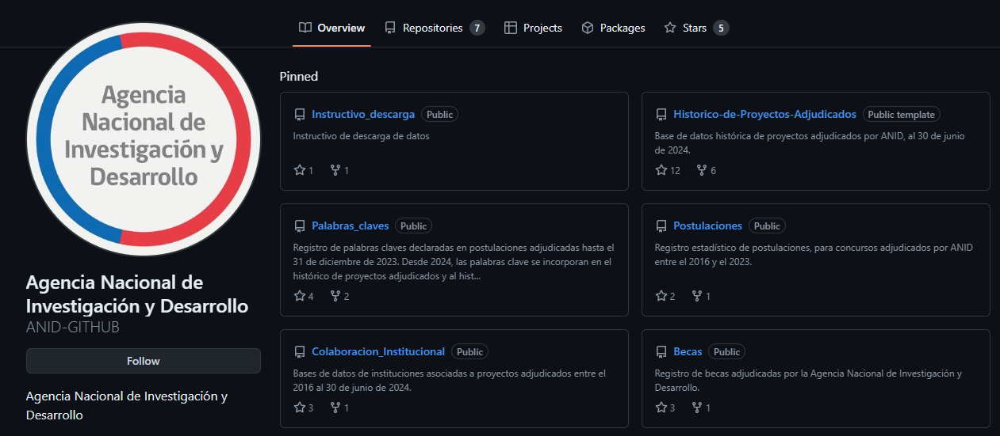 Overview
Repositories 7
Projects
Packages
Stars 5
Agencia
Nacional de
Investigación y
Desarrollo
Agencia Nacional de
Investigación y Desarrollo
ANID-GITHUB
Follow
Agencia Nacional de Investigación y
Desarrollo
Pinned
Instructivo_descarga Public
Instructivo de descarga de datos
1 1
Historico-de-Proyectos-Adjudicados Public template
Base de datos histórica de proyectos adjudicados por ANID, al 30 de junio
de 2024.
12 6
Palabras_claves Public
Registro de palabras claves declaradas en postulaciones adjudicadas hasta el
31 de diciembre de 2023. Desde 2024, las palabras clave se incorporan en el
histórico de proyectos adjudicados y al hist...
4 2
Postulaciones Public
Registro estadístico de postulaciones, para concursos adjudicados por ANID
entre el 2016 y el 2023.
2 1
Colaboracion_Institucional Public
Bases de datos de instituciones asociadas a proyectos adjudicados entre el
2016 al 30 de junio de 2024.
3 1
Becas Public
Registro de becas adjudicadas por la Agencia Nacional de Investigación y
Desarrollo.
3 1